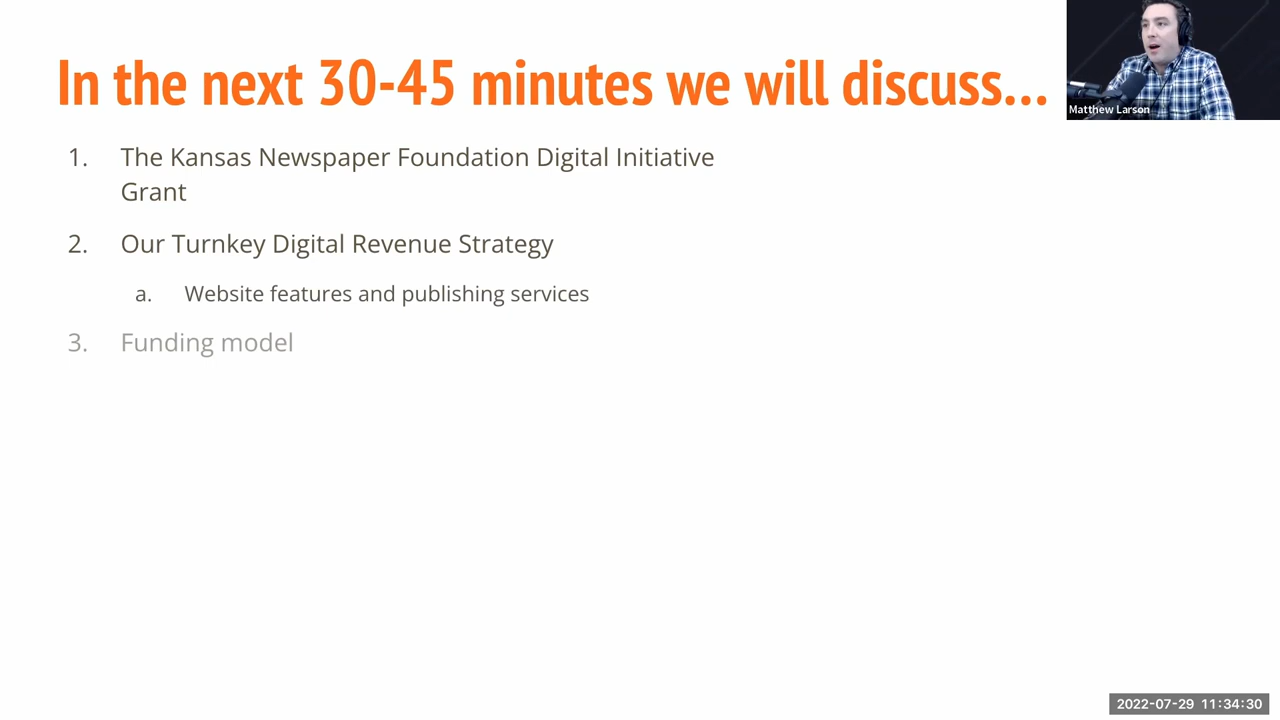 In the next 30-45 minutes we will discuss...
Matthew Larson
1. The Kansas Newspaper Foundation Digital Initiative
Grant
2. Our Turnkey Digital Revenue Strategy
a. Website features and publishing services
3. Funding model
2022-07-29 11:34:30